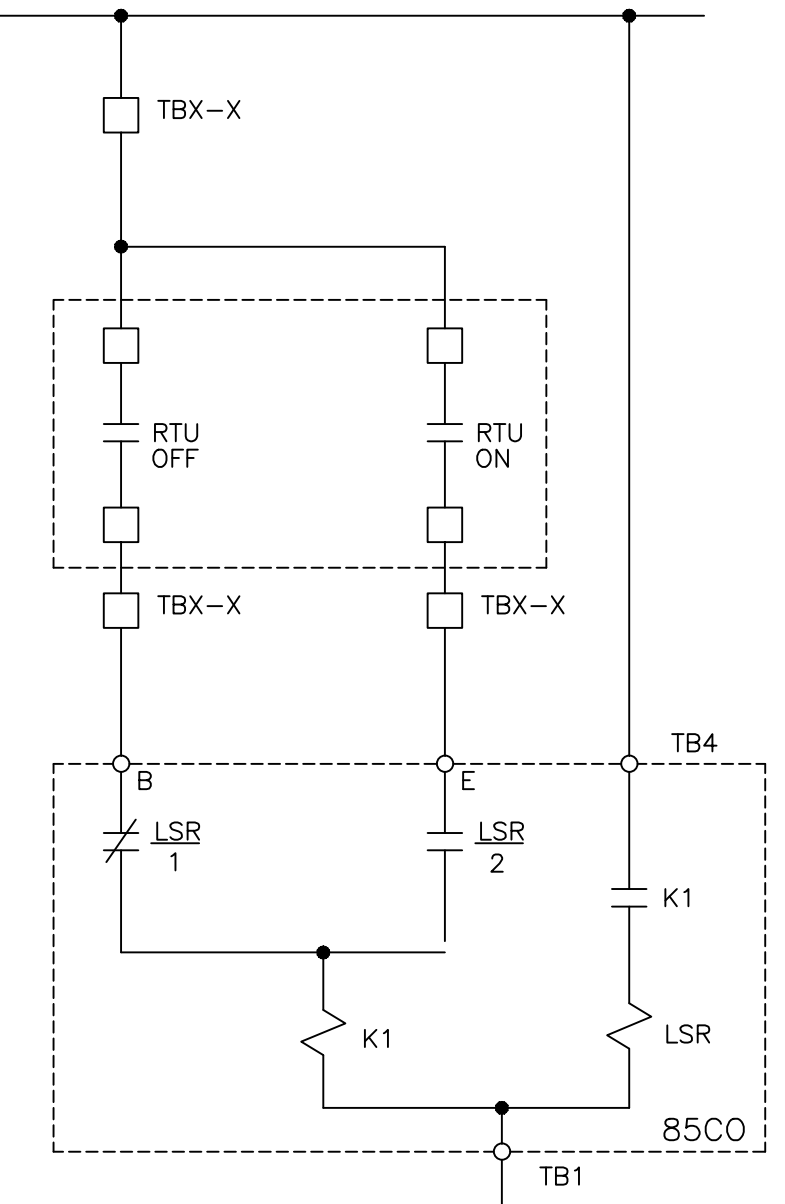 TBX-X
RTU
OFF
RTU
ON
TBX-X
TBX-X
TB4
B
E
LSR
1
LSR
2
K1
K1
LSR
85CO
TB1